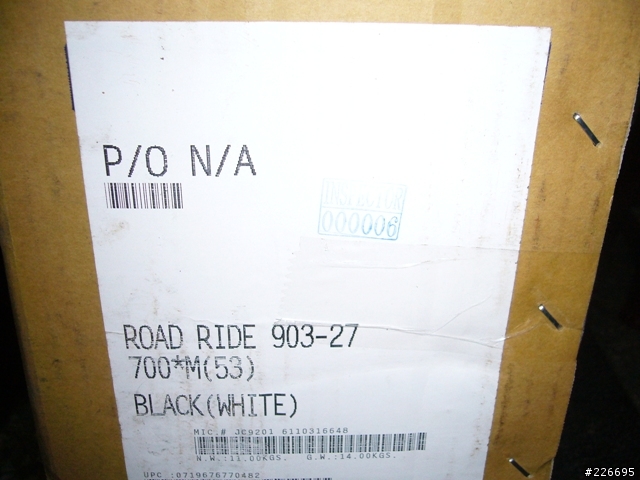 P/O N/A
INSPECTOR
000006
ROAD RIDE 903-27
700*M(53)
BLACK(WHITE)
MIC # JC9201 6110316648
N.W.:11.00KGS. G.W.:14.00KGS.
UPC :0719676770482
#226695